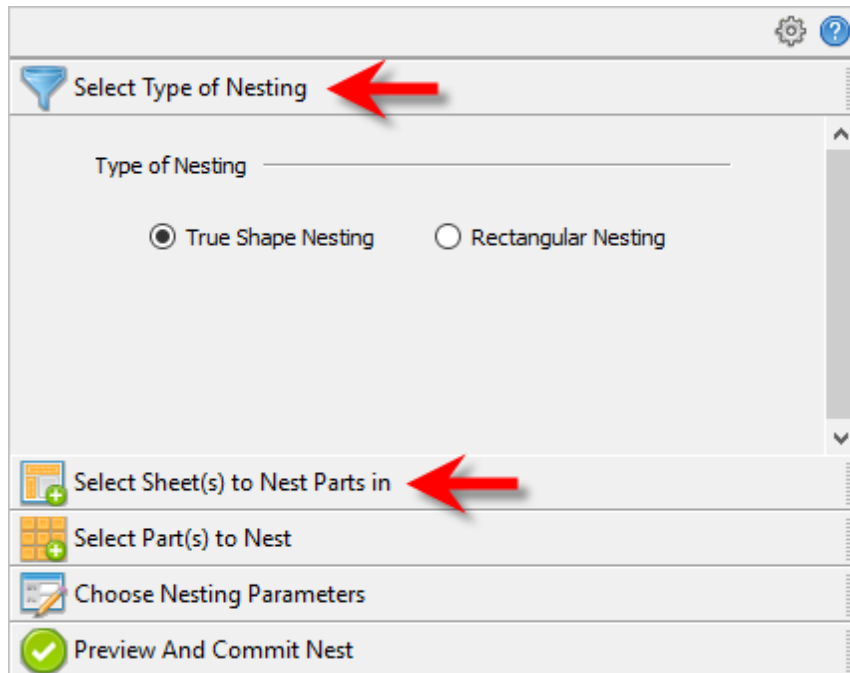 Select Type of Nesting
Type of Nesting
True Shape Nesting Rectangular Nesting
Select Sheet(s) to Nest Parts in
Select Part(s) to Nest
Choose Nesting Parameters
Preview And Commit Nest